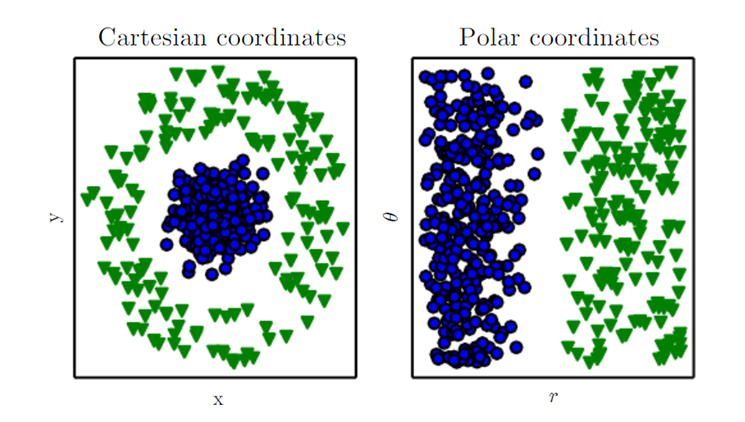 Cartesian coordinates
Polar coordinates
y
θ
x
r